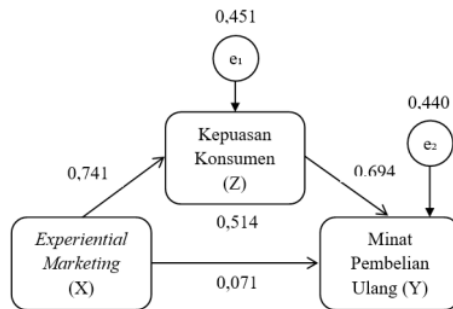 0,451
e₁
0,440
e₂
Kepuasan
Konsumen
(Z)
0,741
0.694
0,514
Experiential
Marketing
(X)
0,071
Minat
Pembelian
Ulang (Y)